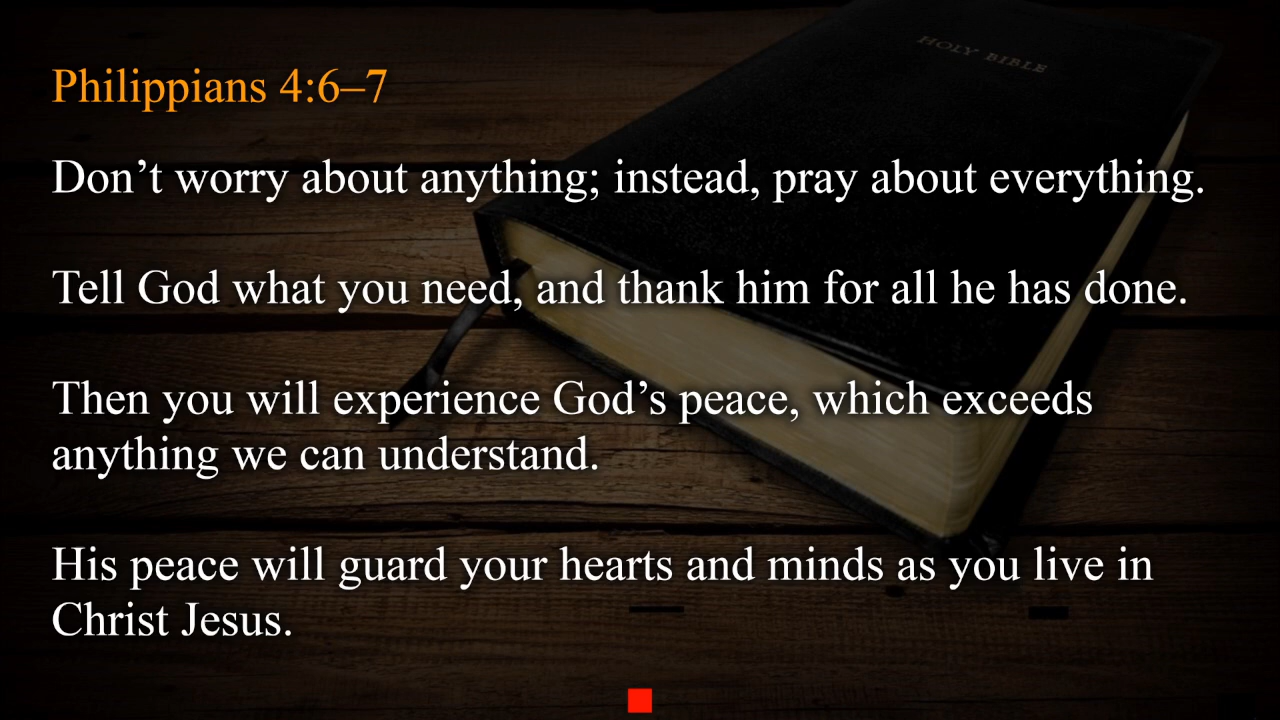 HOLY BIBLE
Philippians 4:6–7
Don’t worry about anything; instead, pray about everything.
Tell God what you need, and thank him for all he has done.
Then you will experience God’s peace, which exceeds
anything we can understand.
His peace will guard your hearts and minds as you live in
Christ Jesus.